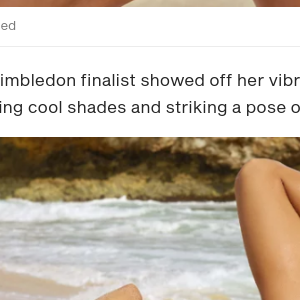 ed
imbledon finalist showed off her vibr
ing cool shades and striking a pose o